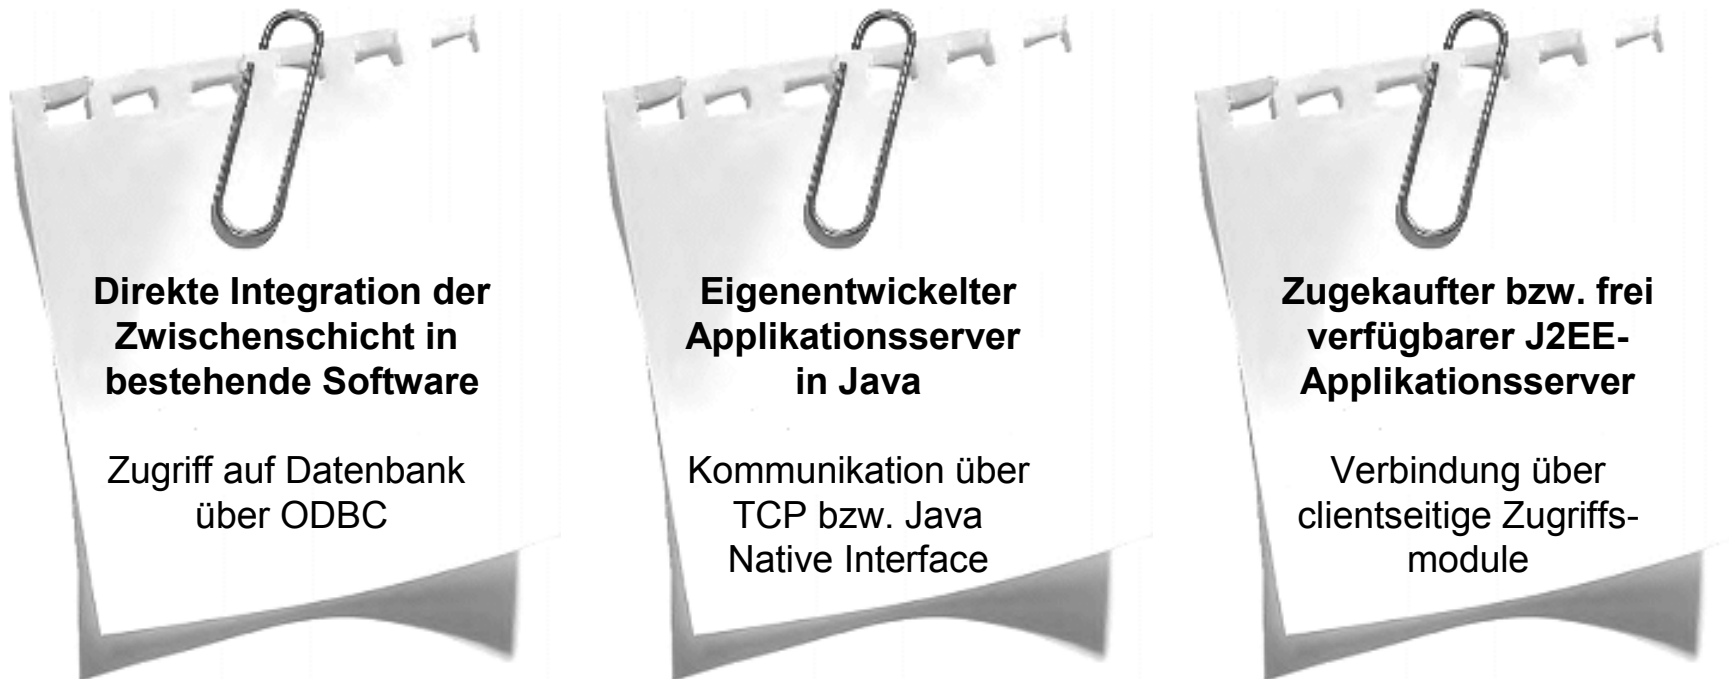 Direkte Integration der
Zwischenschicht in
bestehende Software
Zugriff auf Datenbank
über ODBC
Eigenentwickelter
Applikationsserver
in Java
Kommunikation über
TCP bzw. Java
Native Interface
Zugekaufter bzw. frei
verfügbarer J2EE-
Applikationsserver
Verbindung über
clientseitige Zugriffs-
module